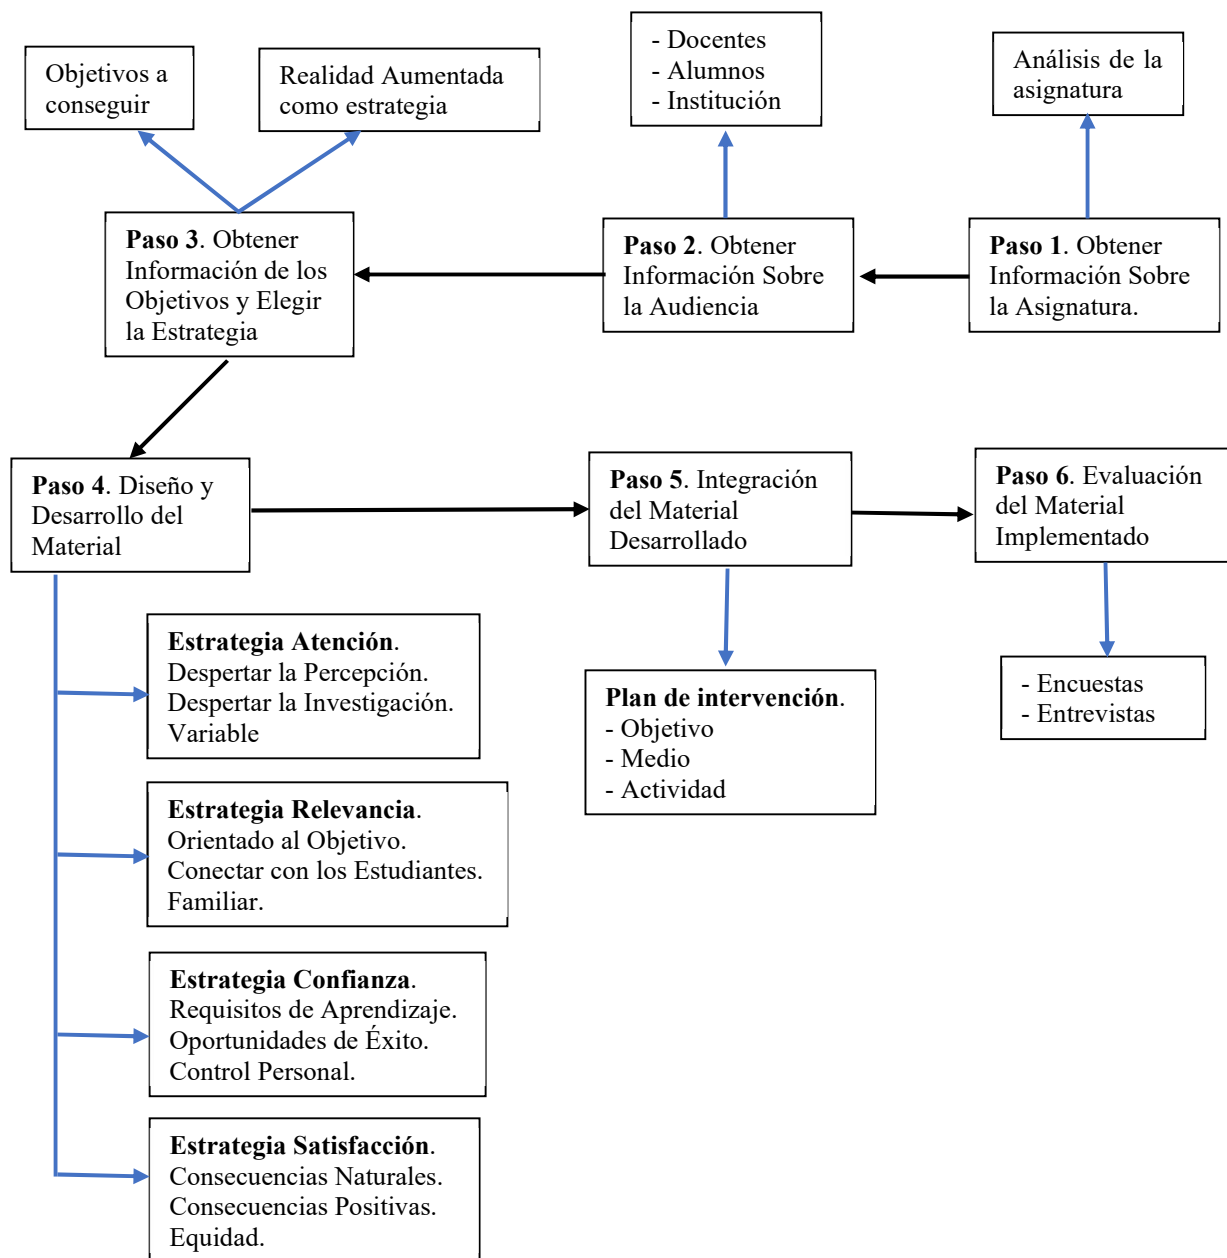 Objetivos a
conseguir
Realidad Aumentada
como estrategia
- Docentes
- Alumnos
- Institución
Análisis de la
asignatura
Paso 3. Obtener
Información de los
Objetivos y Elegir
la Estrategia
Paso 2. Obtener
Información Sobre
la Audiencia
Paso 1. Obtener
Información Sobre
la Asignatura.
Paso 4. Diseño y
Desarrollo del
Material
Paso 5. Integración
del Material
Desarrollado
Paso 6. Evaluación
del Material
Implementado
Estrategia Atención.
Despertar la Percepción.
Despertar la Investigación.
Variable
Plan de intervención.
- Objetivo
- Medio
- Actividad
- Encuestas
- Entrevistas
Estrategia Relevancia.
Orientado al Objetivo.
Conectar con los Estudiantes.
Familiar.
Estrategia Confianza.
Requisitos de Aprendizaje.
Oportunidades de Éxito.
Control Personal.
Estrategia Satisfacción.
Consecuencias Naturales.
Consecuencias Positivas.
Equidad.